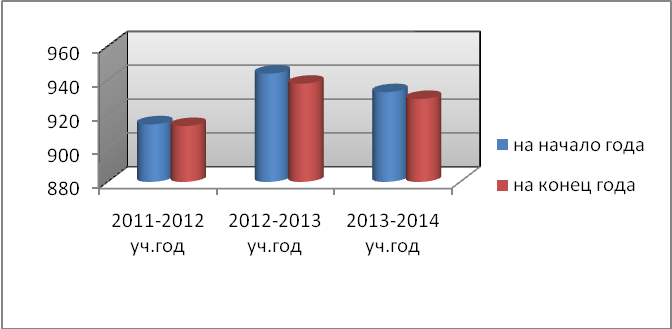 960
940
920
900
880
2011-2012
уч.год
2012-2013
уч.год
2013-2014
уч.год
на начало года
на конец года